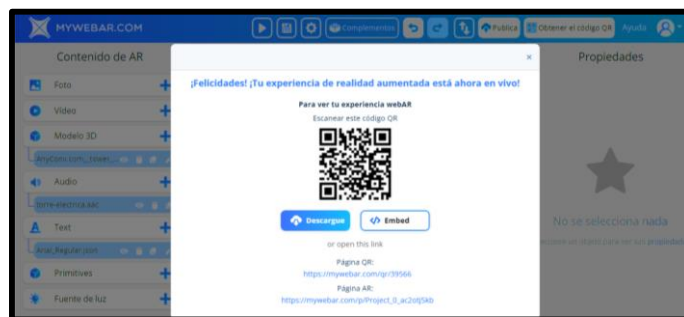 MYWEBAR.COM
Complementos
Publica
Obtener el código QR
Ayuda
Contenido de AR
Foto
Video
Modelo 3D
Audio
torre-electrica.aac
Text
Arial_Regular.json
Primitives
Fuente de luz
×
¡Felicidades! ¡Tu experiencia de realidad aumentada está ahora en vivo!
Para ver tu experiencia webAR
Escanear este código QR
Descargue
</> Embed
or open this link
Página QR:
https://mywebar.com/qr/39566
Página AR:
https://mywebar.com/p/Project_0_ac2otj5kb
Propiedades
No se selecciona nada